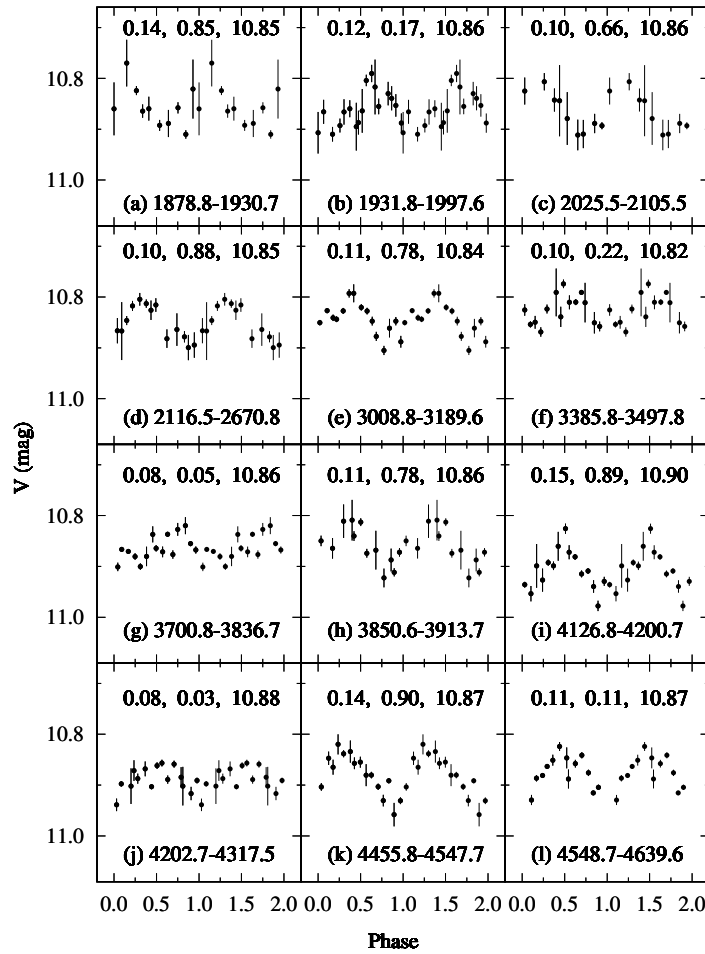 0.14, 0.85, 10.85
0.12, 0.17, 10.86
0.10, 0.66, 10.86
10.8
11.0
(a) 1878.8-1930.7
(b) 1931.8-1997.6
(c) 2025.5-2105.5
0.10, 0.88, 10.85
0.11, 0.78, 10.84
0.10, 0.22, 10.82
10.8
11.0
(d) 2116.5-2670.8
(e) 3008.8-3189.6
(f) 3385.8-3497.8
V (mag)
0.08, 0.05, 10.86
0.11, 0.78, 10.86
0.15, 0.89, 10.90
10.8
11.0
(g) 3700.8-3836.7
(h) 3850.6-3913.7
(i) 4126.8-4200.7
0.08, 0.03, 10.88
0.14, 0.90, 10.87
0.11, 0.11, 10.87
10.8
11.0
(j) 4202.7-4317.5
(k) 4455.8-4547.7
(l) 4548.7-4639.6
0.0 0.5 1.0 1.5 2.0
0.0 0.5 1.0 1.5 2.0
0.0 0.5 1.0 1.5 2.0
Phase